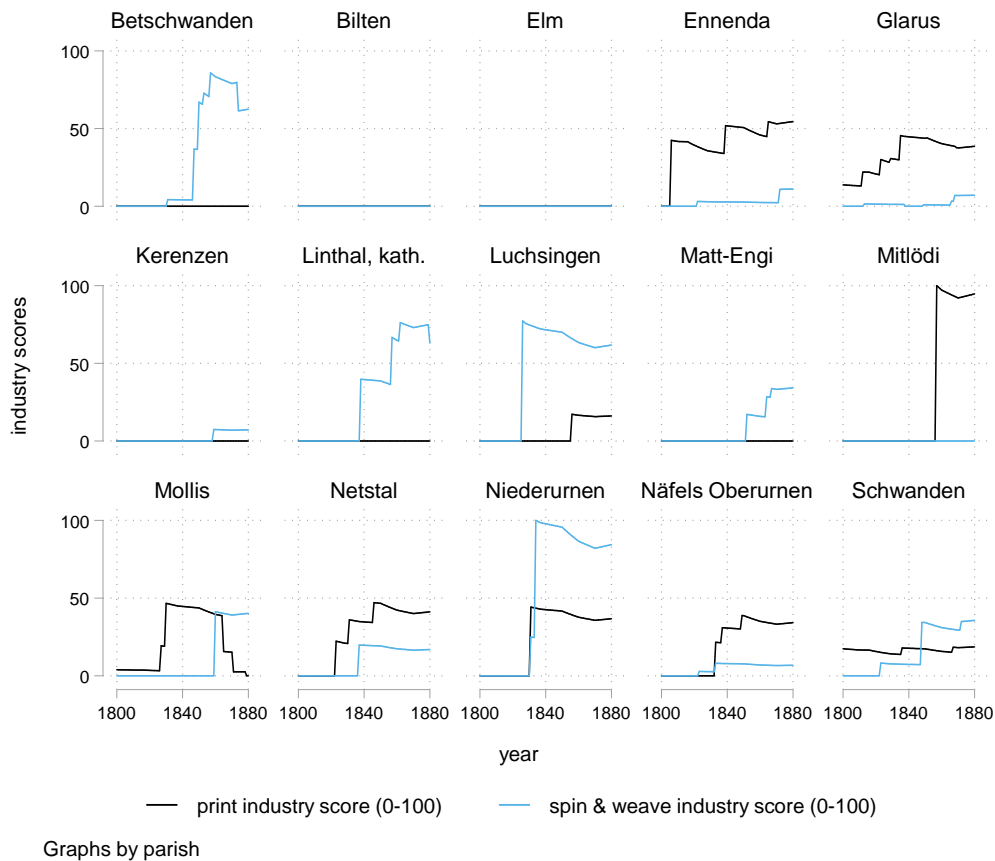 Betschwanden Bilten Elm Ennenda Glarus
100
50
0
Kerenzen Linthal, kath. Luchsingen Matt-Engi Mitlödi
100
50
0
industry scores
Mollis Netstal Niederurnen Näfels Oberurnen Schwanden
100
50
0
1800 1840 1880 1800 1840 1880 1800 1840 1880 1800 1840 1880 1800 1840 1880
year
print industry score (0-100) spin & weave industry score (0-100)
Graphs by parish